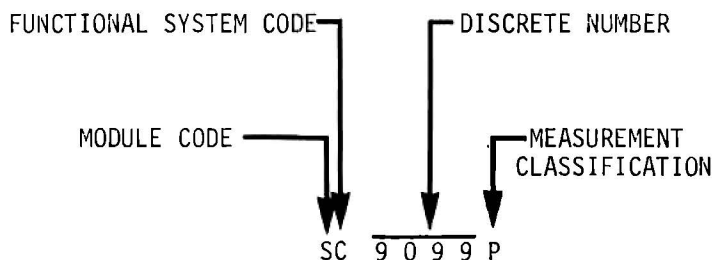 FUNCTIONAL SYSTEM CODE
DISCRETE NUMBER
MODULE CODE
MEASUREMENT
CLASSIFICATION
SC 9099 P